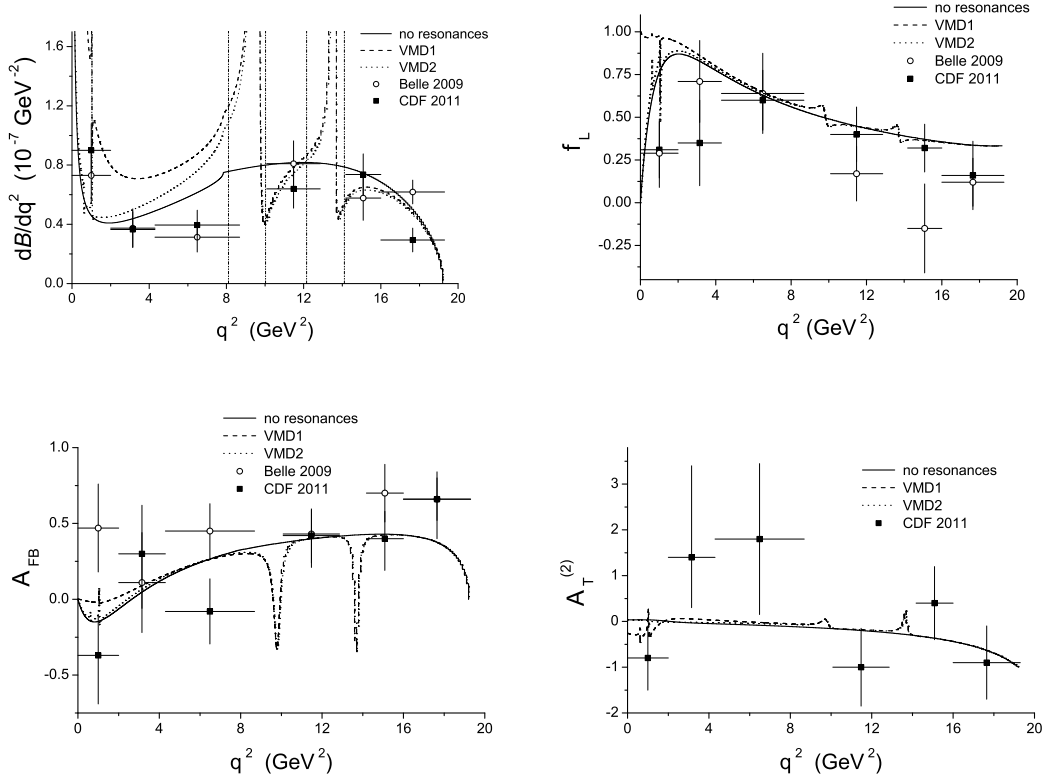 no resonances
VMD1
VMD2
Belle 2009
CDF 2011
1.6
1.2
0.8
0.4
0.0
dB/dq² (10⁻⁷ GeV⁻²)
0 4 8 12 16 20
q² (GeV²)
no resonances
VMD1
VMD2
Belle 2009
CDF 2011
1.00
0.75
0.50
0.25
0.00
-0.25
f_L
0 4 8 12 16 20
q² (GeV²)
no resonances
VMD1
VMD2
Belle 2009
CDF 2011
1.0
0.5
0.0
-0.5
A_FB
0 4 8 12 16 20
q² (GeV²)
no resonances
VMD1
VMD2
CDF 2011
3
2
1
0
-1
-2
A_T^(2)
0 4 8 12 16 20
q² (GeV²)